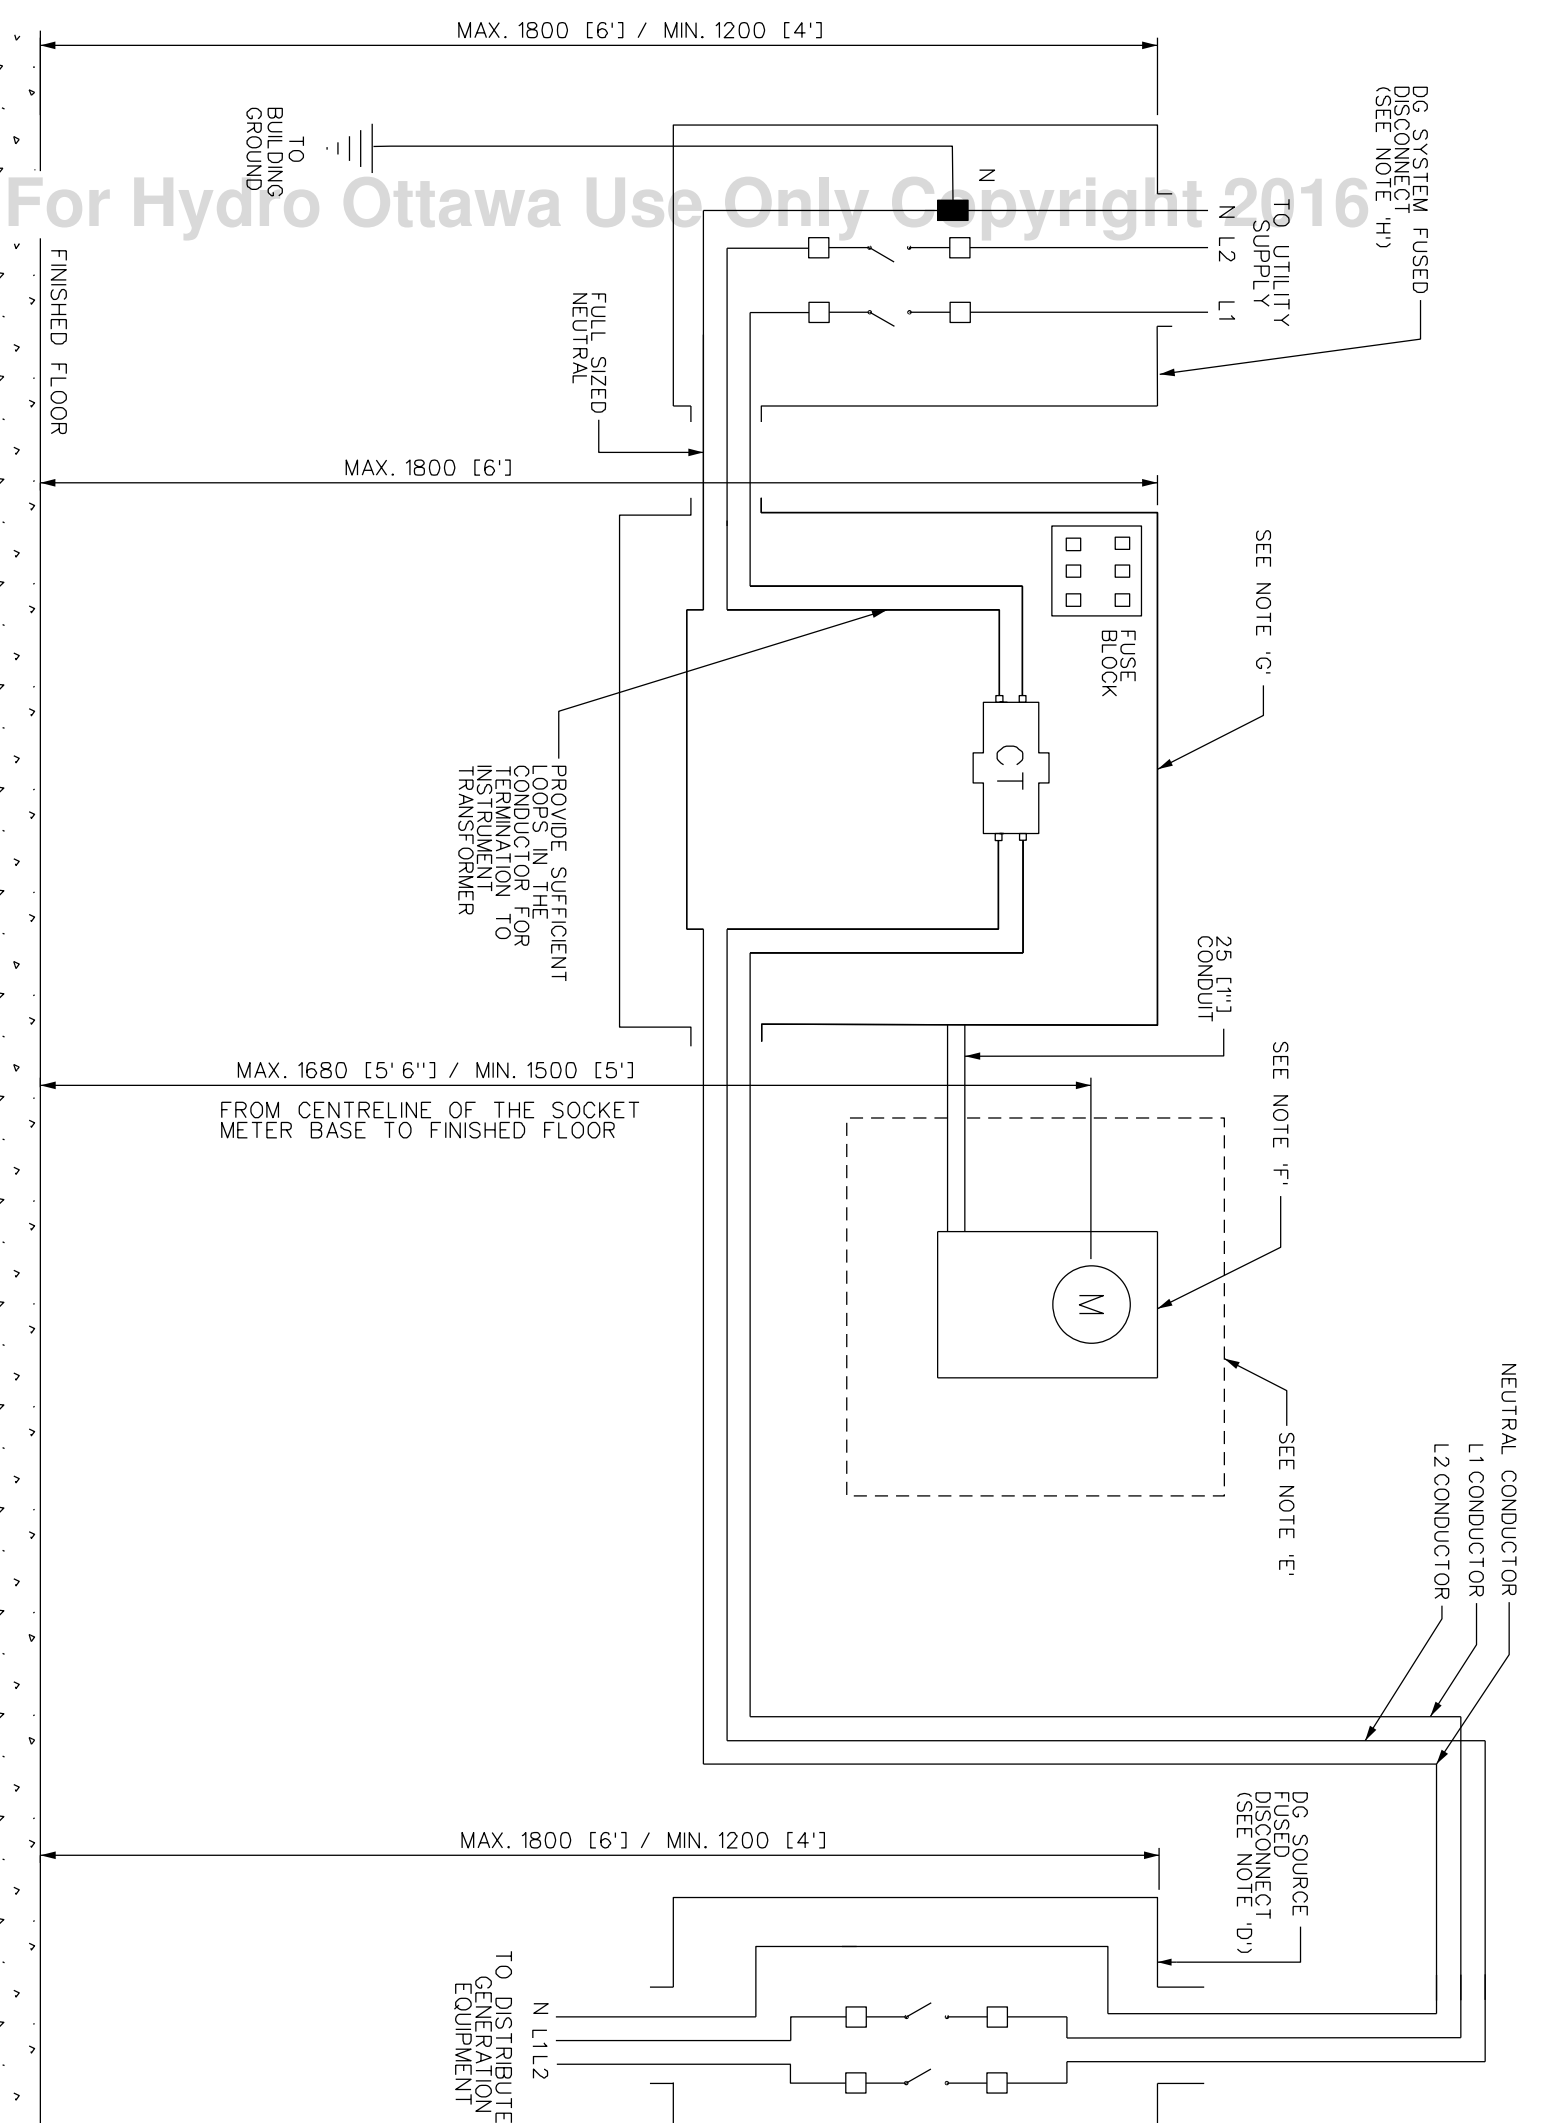 MAX. 1800 [6'] / MIN. 1200 [4']
DG SYSTEM FUSED
DISCONNECT
(SEE NOTE 'H')
TO
BUILDING
GROUND
N
For Hydro Ottawa Use Only Copyright 2016
TO UTILITY
SUPPLY
N
L2
L1
FINISHED FLOOR
FULL SIZED
NEUTRAL
MAX. 1800 [6']
SEE NOTE 'G'
FUSE
BLOCK
CT
PROVIDE SUFFICIENT
LOOPS IN THE
CONDUCTOR FOR
TERMINATION TO
INSTRUMENT
TRANSFORMER
25 [1"]
CONDUIT
MAX. 1680 [5'6"] / MIN. 1500 [5']
FROM CENTRELINE OF THE SOCKET
METER BASE TO FINISHED FLOOR
SEE NOTE 'F'
M
SEE NOTE 'E'
NEUTRAL CONDUCTOR
L1 CONDUCTOR
L2 CONDUCTOR
DG SOURCE
FUSED
DISCONNECT
(SEE NOTE 'D')
MAX. 1800 [6'] / MIN. 1200 [4']
N L1 L2
TO DISTRIBUTE
GENERATION
EQUIPMENT